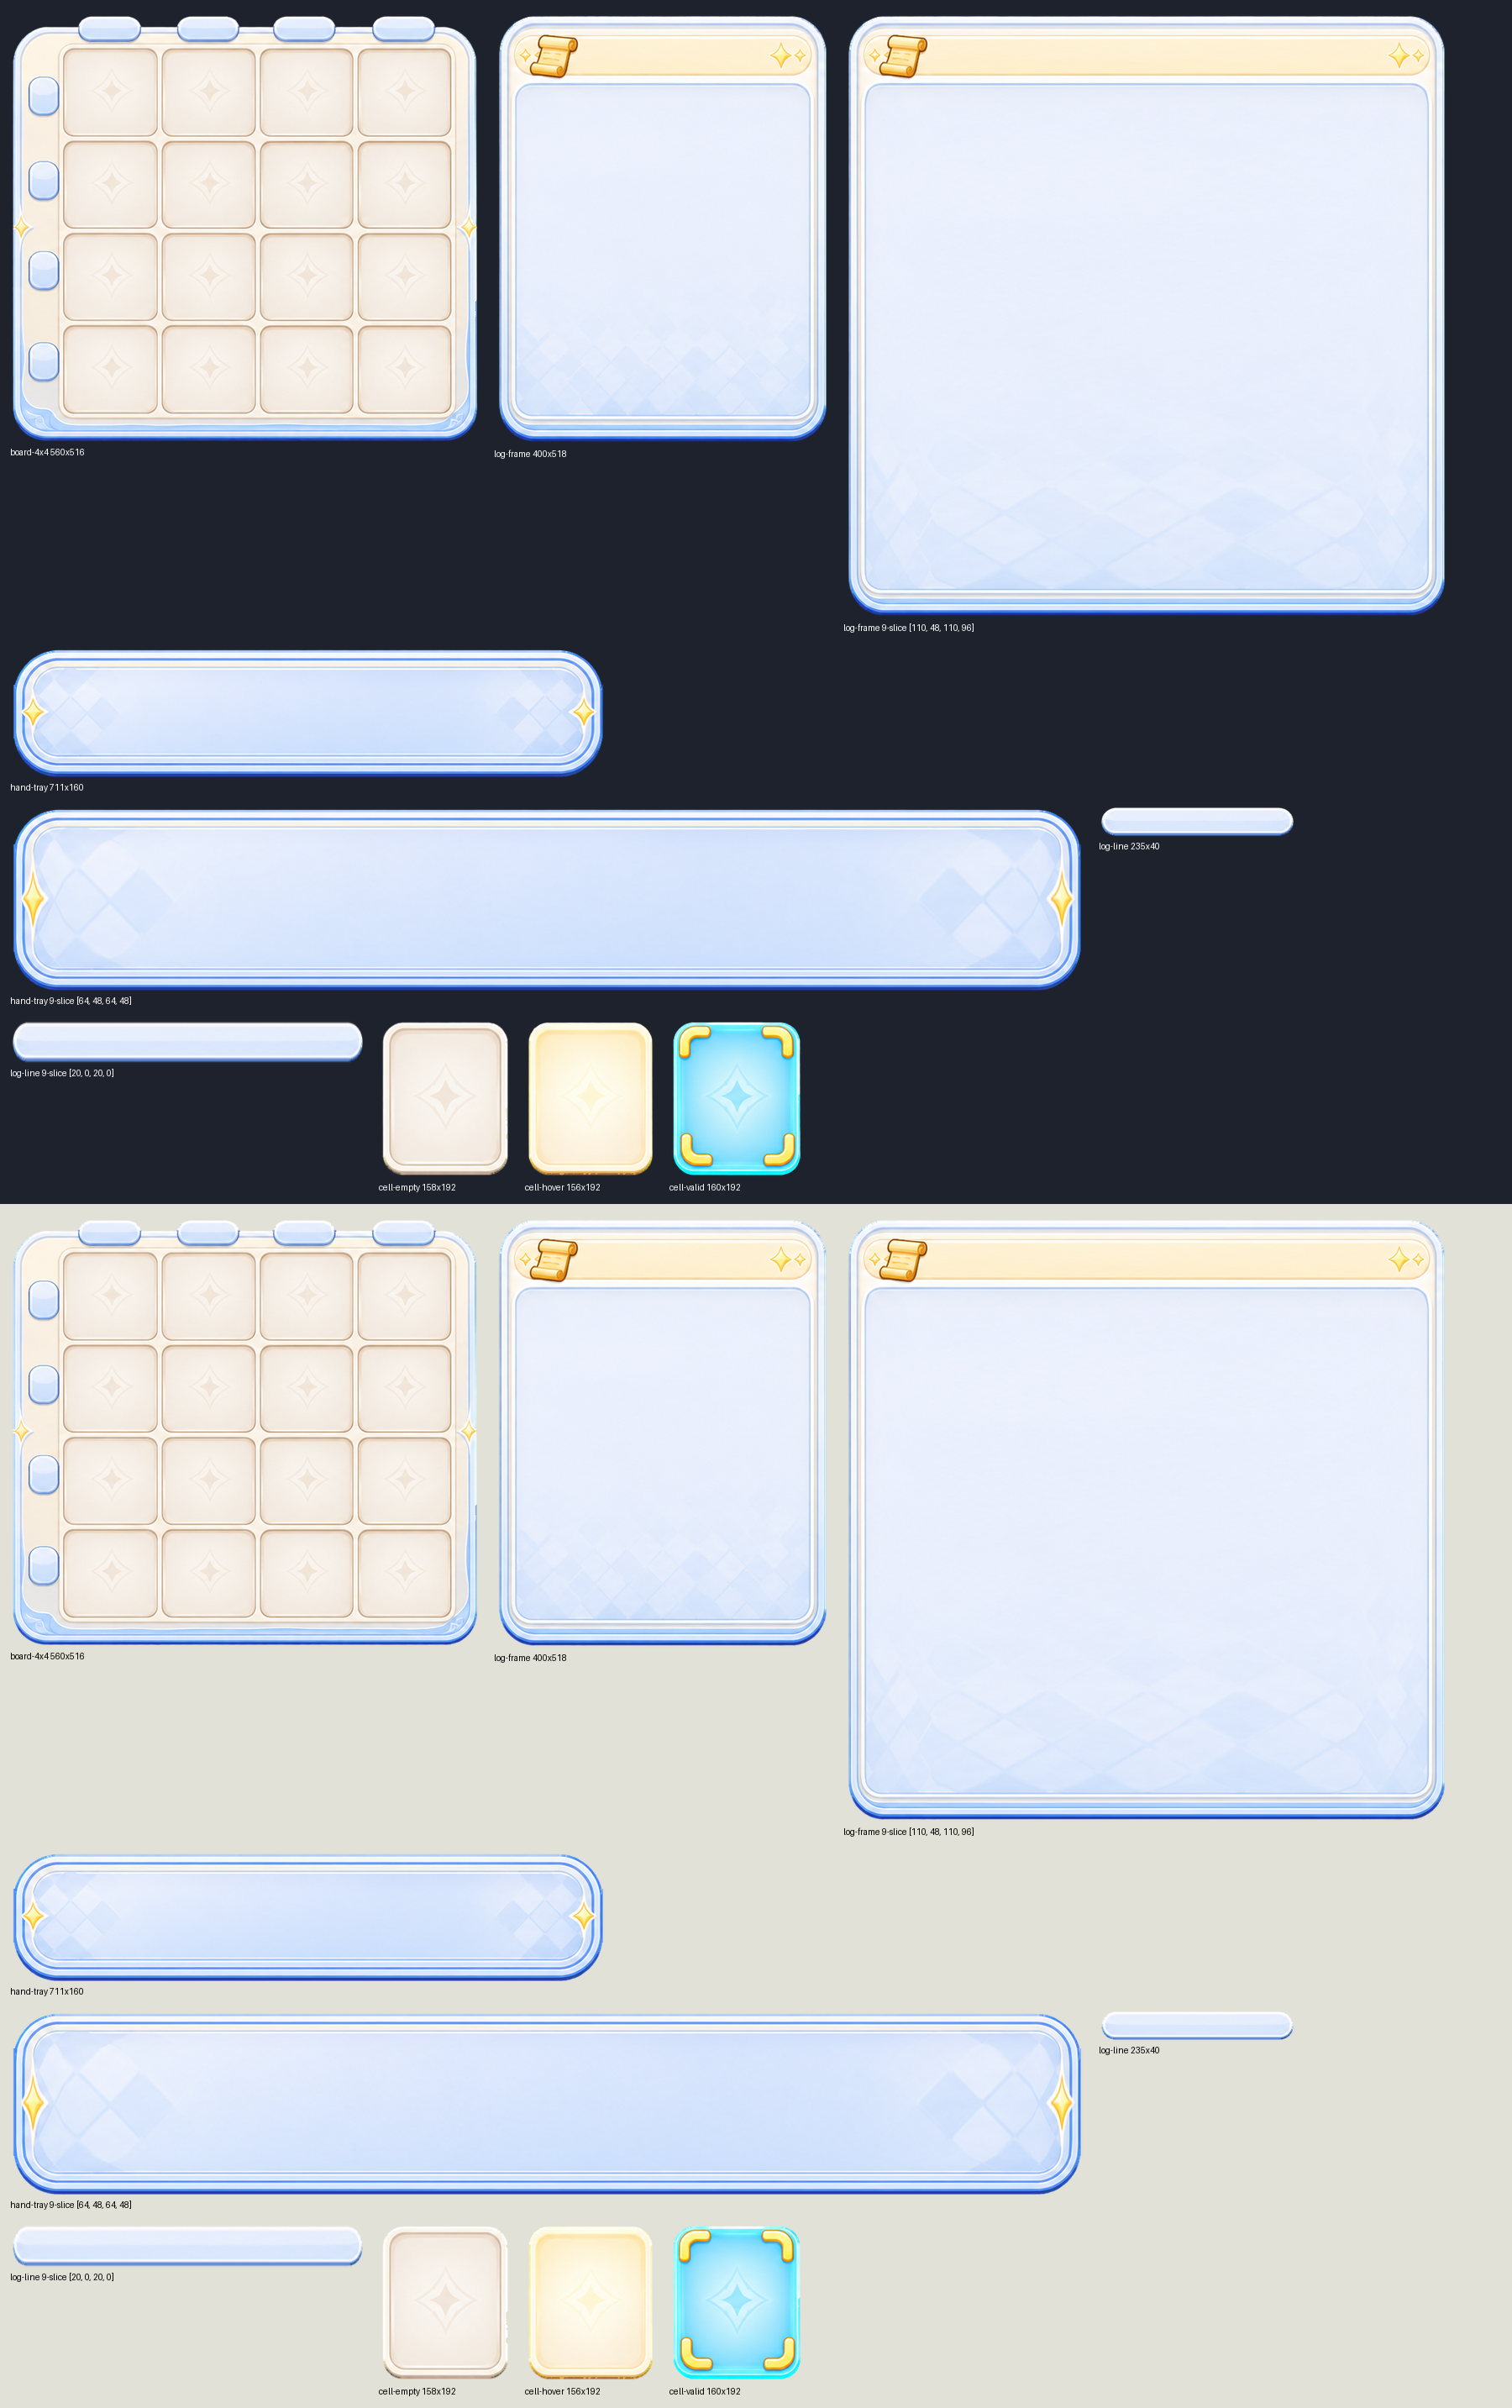 board-4x4 560x516
log-frame 400x518
log-frame 9-slice [110, 48, 110, 96]
hand-tray 711x160
log-line 235x40
hand-tray 9-slice [64, 48, 64, 48]
log-line 9-slice [20, 0, 20, 0]
cell-empty 158x192
cell-hover 156x192
cell-valid 160x192
board-4x4 560x516
log-frame 400x518
log-frame 9-slice [110, 48, 110, 96]
hand-tray 711x160
log-line 235x40
hand-tray 9-slice [64, 48, 64, 48]
log-line 9-slice [20, 0, 20, 0]
cell-empty 158x192
cell-hover 156x192
cell-valid 160x192